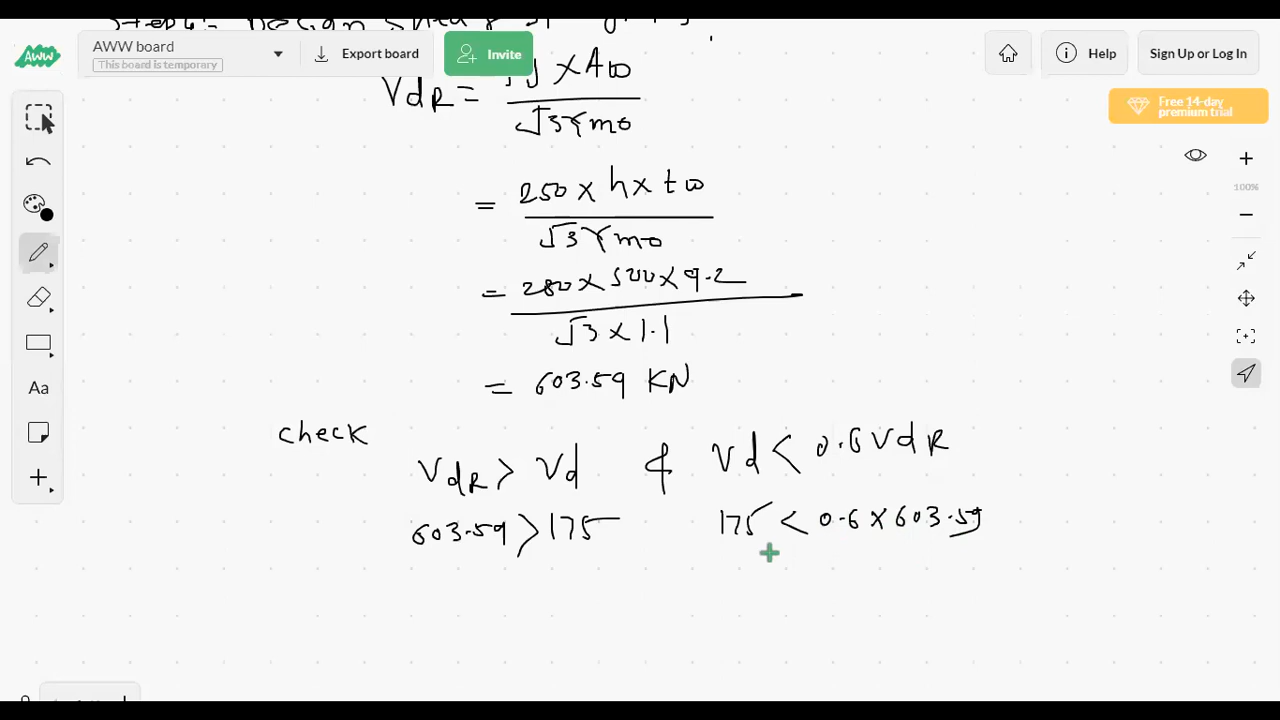 AWW board
This board is temporary
Export board
Invite
Help
Sign Up or Log In
Free 14-day
premium trial
100%
Aa
VdR = × Aw
√3 γmo
= 250 × h × tw
√3 γmo
= 250 × 500 × 9.2
√3 × 1.1
= 603.59 KN
check
VdR > Vd & Vd < 0.6 VdR
603.59 > 175 175 < 0.6 × 603.59